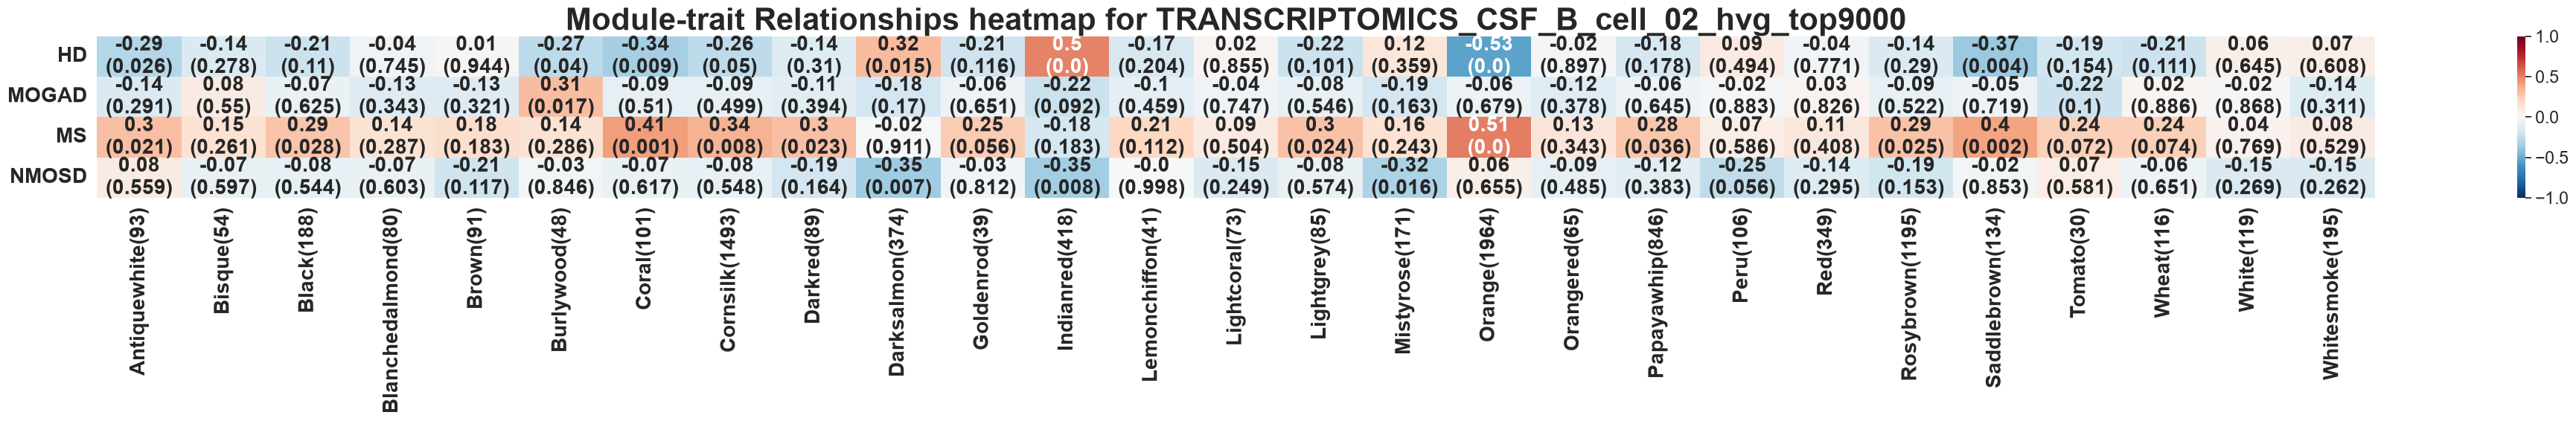 Module-trait Relationships heatmap for TRANSCRIPTOMICS_CSF_B_cell_02_hvg_top9000
HD -0.29 -0.14 -0.21 -0.04 0.01 -0.27 -0.34 -0.26 -0.14 0.32 -0.21 0.5 -0.17 0.02 -0.22 0.12 -0.53 -0.02 -0.18 0.09 -0.04 -0.14 -0.37 -0.19 -0.21 0.06 0.07
(0.026) (0.278) (0.11) (0.745) (0.944) (0.04) (0.009) (0.05) (0.31) (0.015) (0.116) (0.0) (0.204) (0.855) (0.101) (0.359) (0.0) (0.897) (0.178) (0.494) (0.771) (0.29) (0.004) (0.154) (0.111) (0.645) (0.608)
MOGAD -0.14 0.08 -0.07 -0.13 -0.13 0.31 -0.09 -0.09 -0.11 -0.18 -0.06 -0.22 -0.1 -0.04 -0.08 -0.19 -0.06 -0.12 -0.06 -0.02 0.03 -0.09 -0.05 -0.22 0.02 -0.02 -0.14
(0.291) (0.55) (0.625) (0.343) (0.321) (0.017) (0.51) (0.499) (0.394) (0.17) (0.651) (0.092) (0.459) (0.747) (0.546) (0.163) (0.679) (0.378) (0.645) (0.883) (0.826) (0.522) (0.719) (0.1) (0.886) (0.868) (0.311)
MS 0.3 0.15 0.29 0.14 0.18 0.14 0.41 0.34 0.3 -0.02 0.25 -0.18 0.21 0.09 0.3 0.16 0.51 0.13 0.28 0.07 0.11 0.29 0.4 0.24 0.24 0.04 0.08
(0.021) (0.261) (0.028) (0.287) (0.183) (0.286) (0.001) (0.008) (0.023) (0.911) (0.056) (0.183) (0.112) (0.504) (0.024) (0.243) (0.0) (0.343) (0.036) (0.586) (0.408) (0.025) (0.002) (0.072) (0.074) (0.769) (0.529)
NMOSD 0.08 -0.07 -0.08 -0.07 -0.21 -0.03 -0.07 -0.08 -0.19 -0.35 -0.03 -0.35 -0.0 -0.15 -0.08 -0.32 0.06 -0.09 -0.12 -0.25 -0.14 -0.19 -0.02 0.07 -0.06 -0.15 -0.15
(0.559) (0.597) (0.544) (0.603) (0.117) (0.846) (0.617) (0.548) (0.164) (0.007) (0.812) (0.008) (0.998) (0.249) (0.574) (0.016) (0.655) (0.485) (0.383) (0.056) (0.295) (0.153) (0.853) (0.581) (0.651) (0.269) (0.262)
Antiquewhite(93)
Bisque(54)
Black(188)
Blanchedalmond(80)
Brown(91)
Burlywood(48)
Coral(101)
Cornsilk(1493)
Darkred(89)
Darksalmon(374)
Goldenrod(39)
Indianred(418)
Lemonchiffon(41)
Lightcoral(73)
Lightgrey(85)
Mistyrose(171)
Orange(1964)
Orangered(65)
Papayawhip(846)
Peru(106)
Red(349)
Rosybrown(1195)
Saddlebrown(134)
Tomato(30)
Wheat(116)
White(119)
Whitesmoke(195)
1.0
0.5
0.0
−0.5
−1.0